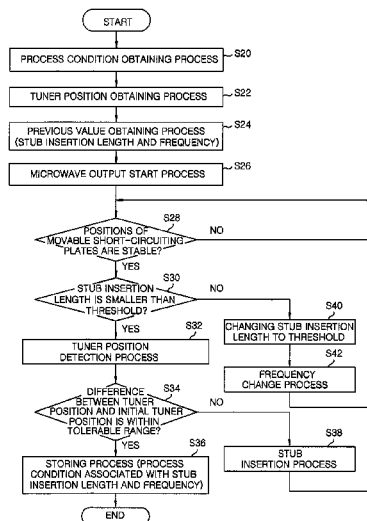 START
PROCESS CONDITION OBTAINING PROCESS
S20
TUNER POSITION OBTAINING PROCESS
S22
PREVIOUS VALUE OBTAINING PROCESS
(STUB INSERTION LENGTH AND FREQUENCY)
S24
MICROWAVE OUTPUT START PROCESS
S26
S28
POSITIONS OF
MOVABLE SHORT-CIRCUITING
PLATES ARE STABLE?
NO
YES
S30
STUB INSERTION
LENGTH IS SMALLER THAN
THRESHOLD?
NO
YES
S40
CHANGING STUB INSERTION
LENGTH TO THRESHOLD
S32
TUNER POSITION
DETECTION PROCESS
S42
FREQUENCY
CHANGE PROCESS
S34
DIFFERENCE
BETWEEN TUNER
POSITION AND INITIAL TUNER
POSITION IS WITHIN
TOLERABLE RANGE?
NO
YES
S36
STORING PROCESS (PROCESS
CONDITION ASSOCIATED WITH STUB
INSERTION LENGTH AND FREQUENCY)
S38
STUB
INSERTION PROCESS
END